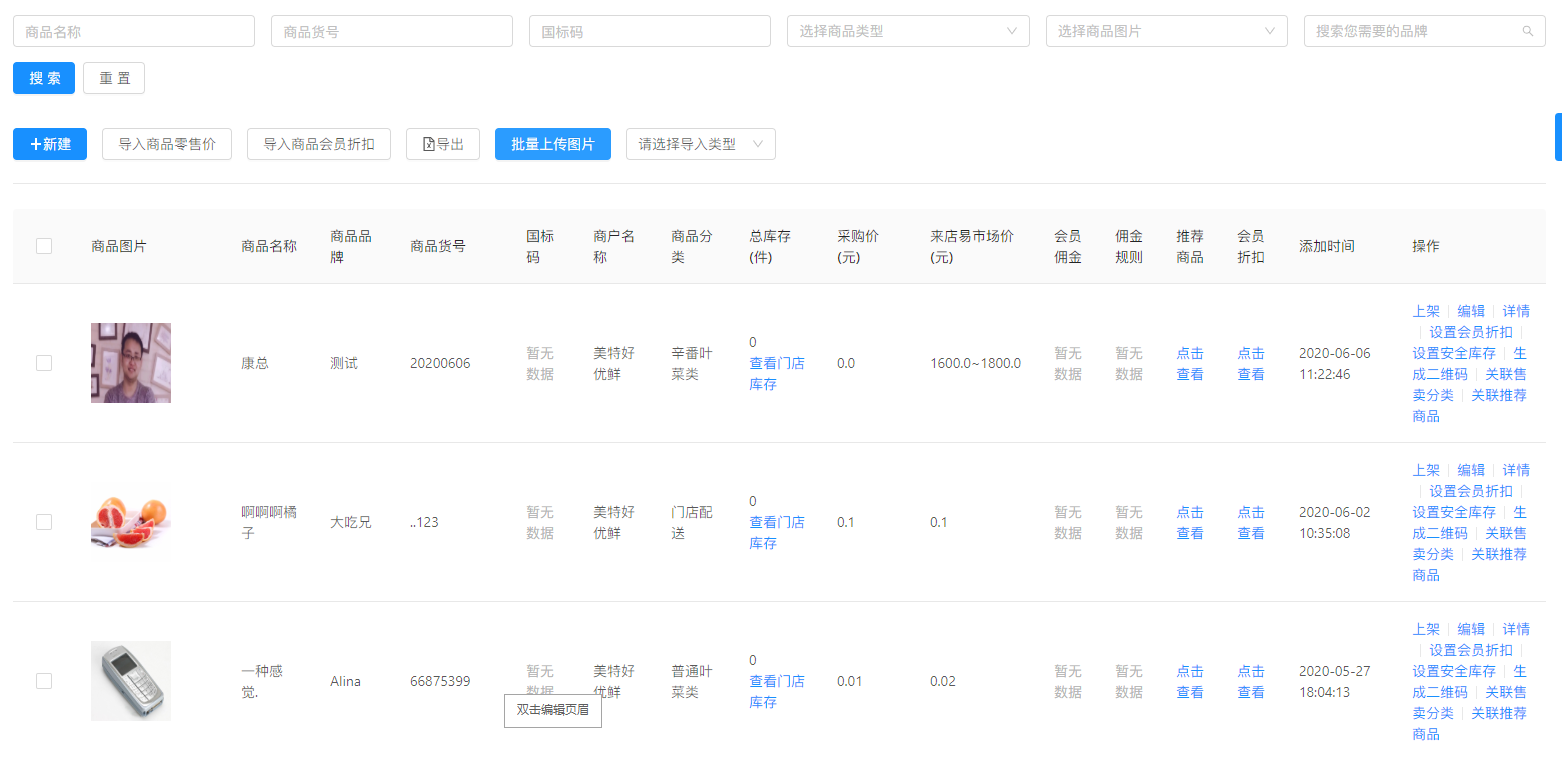 商品名称 商品货号 国标码 选择商品类型 选择商品图片 搜索您需要的品牌
搜 索 重 置
+新建 导入商品零售价 导入商品会员折扣 导出 批量上传图片 请选择导入类型
商品图片 商品名称 商品品牌 商品货号 国标码 商户名称 商品分类 总库存(件) 采购价(元) 来店易市场价(元) 会员佣金 佣金规则 推荐商品 会员折扣 添加时间 操作
康总 测试 20200606 暂无数据 美特好优鲜 辛番叶菜类 0 查看门店库存 0.0 1600.0~1800.0 暂无数据 暂无数据 点击查看 点击查看 2020-06-06 11:22:46
上架 编辑 详情
设置会员折扣
设置安全库存 生
成二维码 关联售
卖分类 关联推荐
商品
啊啊啊橘子 大吃兄 ..123 暂无数据 美特好优鲜 门店配送 0 查看门店库存 0.1 0.1 暂无数据 暂无数据 点击查看 点击查看 2020-06-02 10:35:08
上架 编辑 详情
设置会员折扣
设置安全库存 生
成二维码 关联售
卖分类 关联推荐
商品
一种感觉. Alina 66875399 暂无数据 美特好优鲜 普通叶菜类 0 查看门店库存 0.01 0.02 暂无数据 暂无数据 点击查看 点击查看 2020-05-27 18:04:13
上架 编辑 详情
设置会员折扣
设置安全库存 生
成二维码 关联售
卖分类 关联推荐
商品
双击编辑页眉